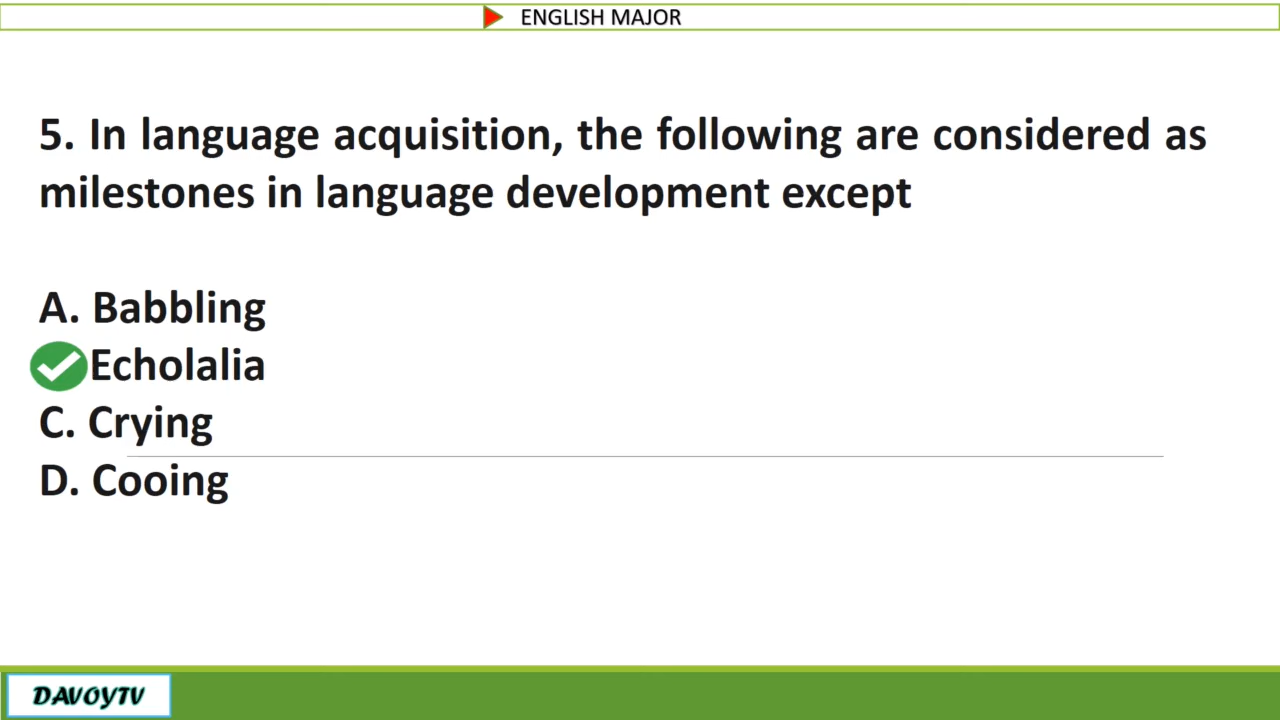 ENGLISH MAJOR
5. In language acquisition, the following are considered as
milestones in language development except
A. Babbling
Echolalia
C. Crying
D. Cooing
DAVOYTV